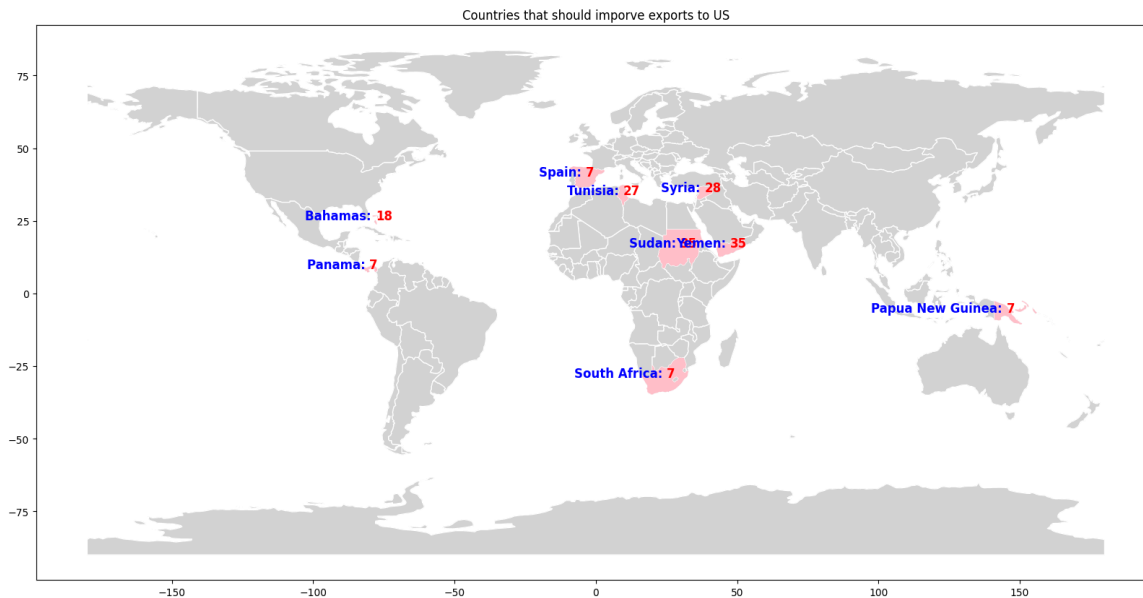 Countries that should imporve exports to US
75
50
25
0
−25
−50
−75
Spain: 7
Tunisia: 27
Syria: 28
Bahamas: 18
Sudan:
Yemen: 35
Panama: 7
Papua New Guinea: 7
South Africa: 7
−150
−100
−50
0
50
100
150